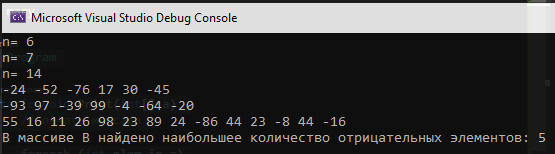 Microsoft Visual Studio Debug Console
n= 6
n= 7
n= 14
-24 -52 -76 17 30 -45
-93 97 -39 99 -4 -64 -20
55 16 11 26 98 23 89 24 -86 44 23 -8 44 -16
В массиве B найдено наибольшее количество отрицательных элементов: 5